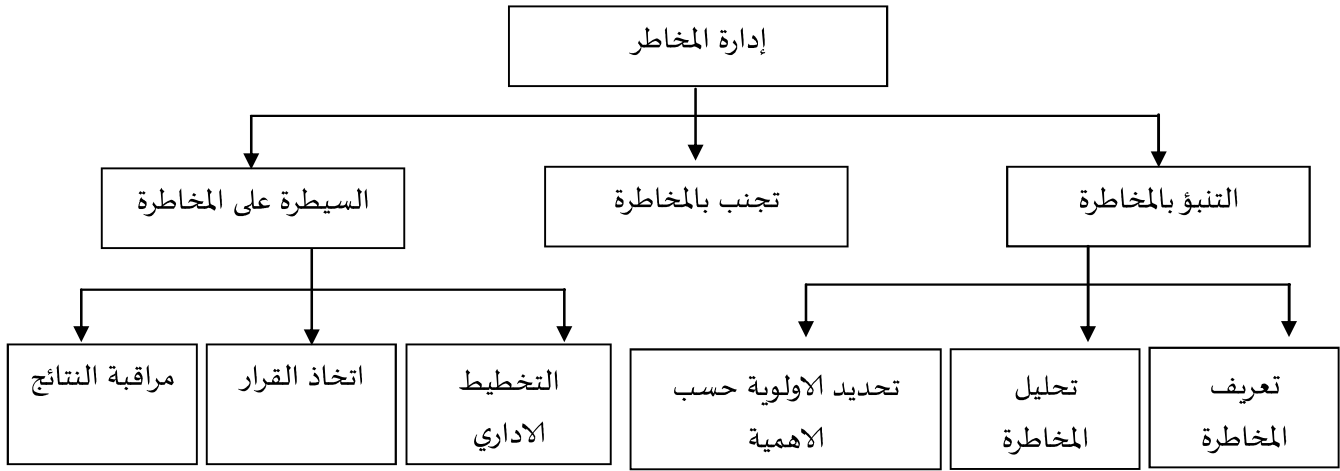 إدارة المخاطر
التنبؤ بالمخاطرة
تجنب بالمخاطرة
السيطرة على المخاطرة
تعريف
المخاطرة
تحليل
المخاطرة
تحديد الاولوية حسب
الاهمية
التخطيط
الاداري
اتخاذ القرار
مراقبة النتائج